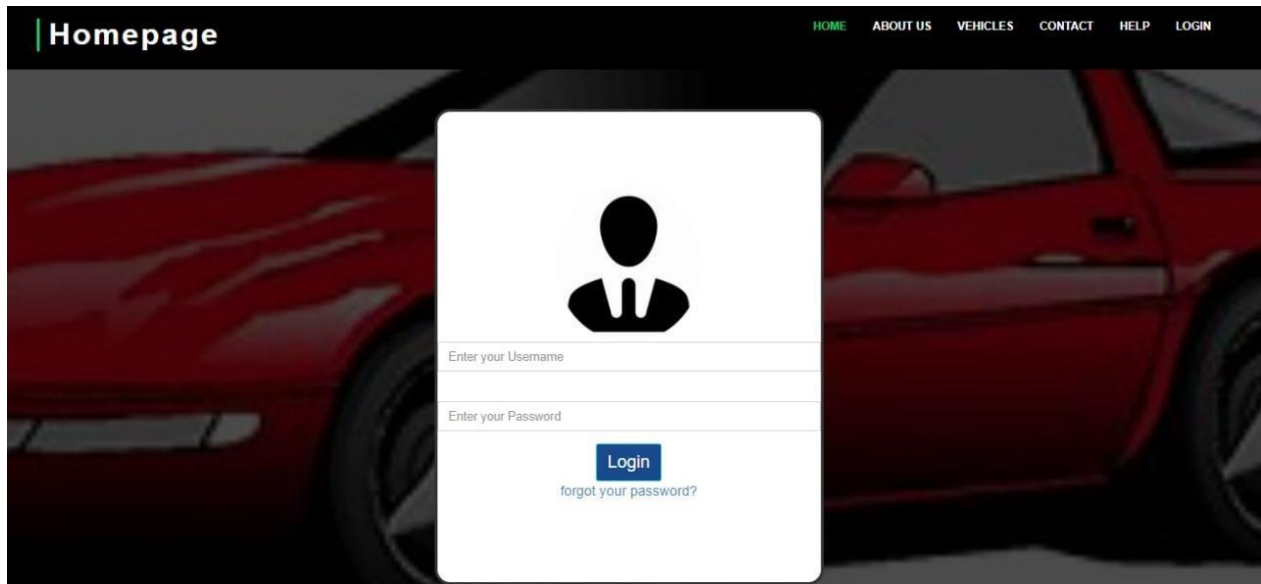 Homepage
HOME ABOUT US VEHICLES CONTACT HELP LOGIN
Enter your Username
Enter your Password
Login
forgot your password?